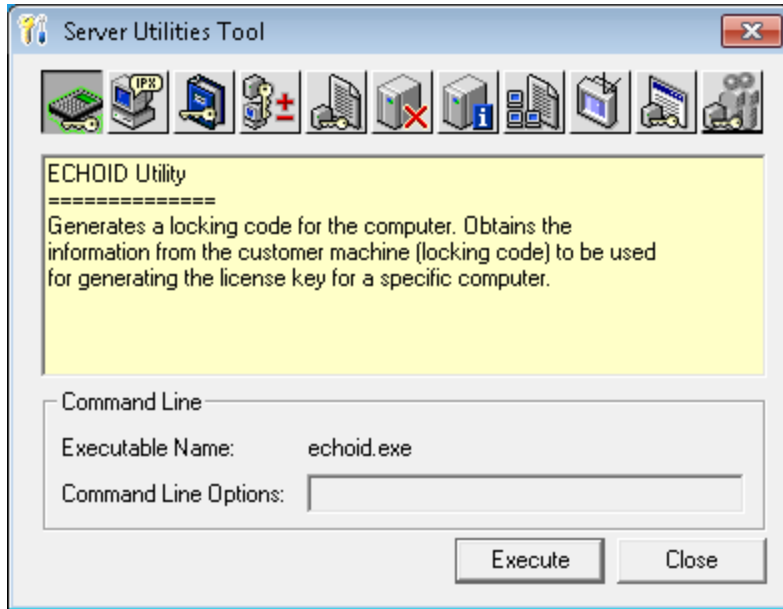 Server Utilities Tool
IPX
ECHOID Utility
==============
Generates a locking code for the computer. Obtains the
information from the customer machine (locking code) to be used
for generating the license key for a specific computer.
Command Line
Executable Name: echoid.exe
Command Line Options:
Execute Close